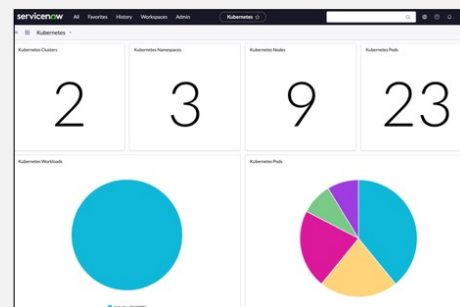 servicenow All Favorites History Workspaces Admin Kubernetes
Kubernetes
Kubernetes Clusters
Kubernetes Namespaces
Kubernetes Nodes
Kubernetes Pods
2
3
9
23
Kubernetes Workloads
Kubernetes Pods